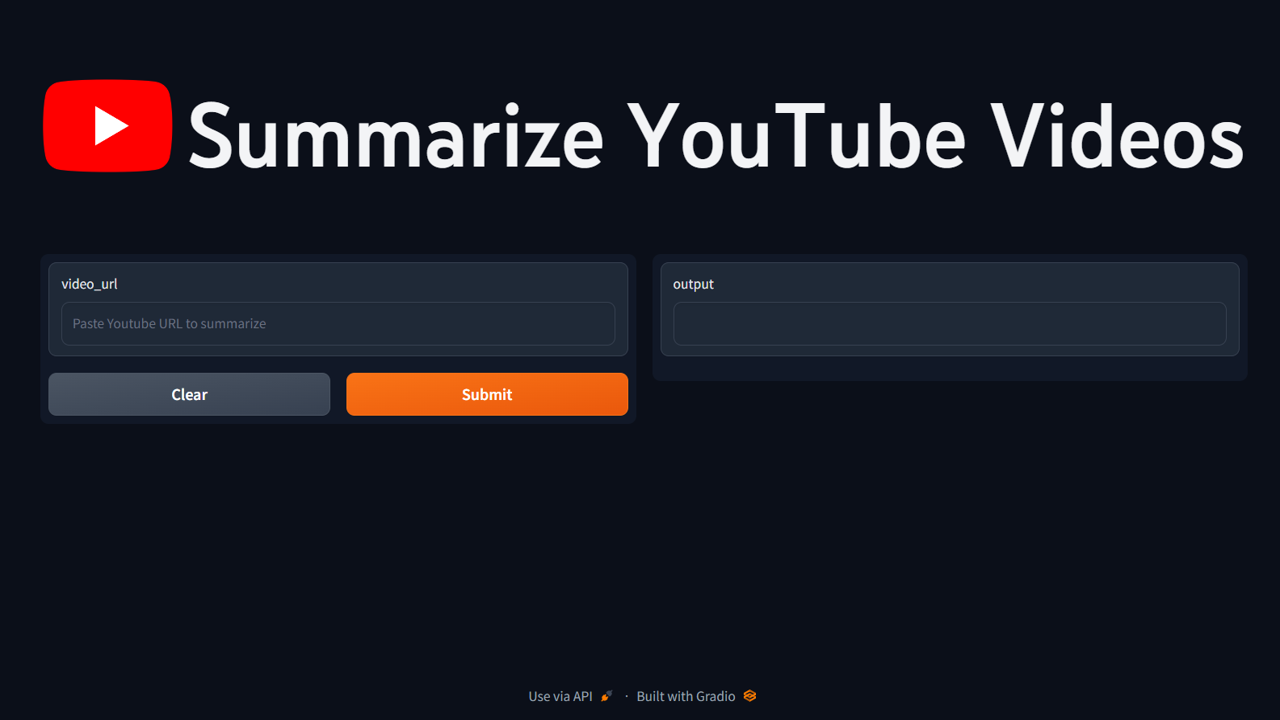 Summarize YouTube Videos
video_url
Paste Youtube URL to summarize
Clear
Submit
output
Use via API · Built with Gradio